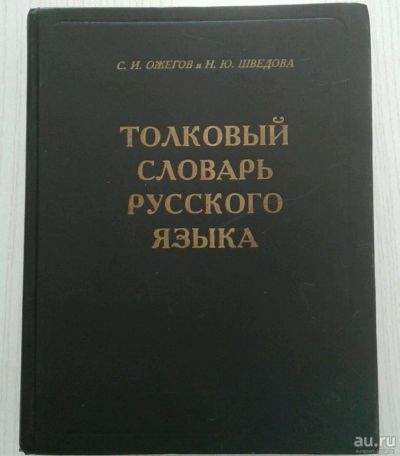 С. И. ОЖЕГОВ и Н. Ю. ШВЕДОВА
ТОЛКОВЫЙ
СЛОВАРЬ
РУССКОГО
ЯЗЫКА
au.ru